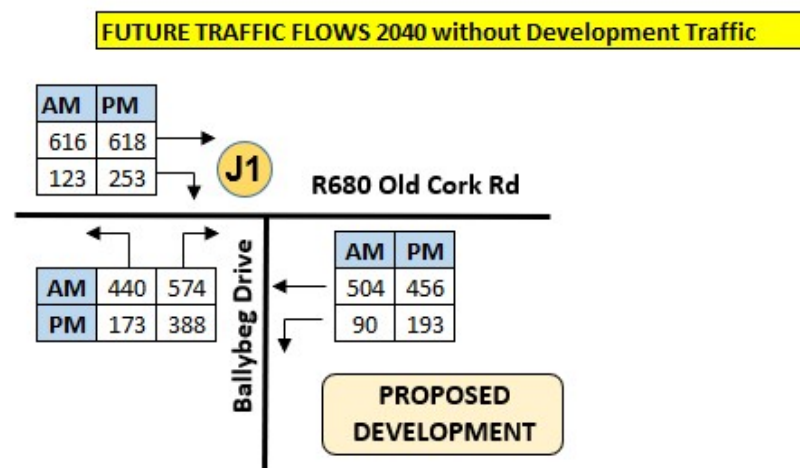 FUTURE TRAFFIC FLOWS 2040 without Development Traffic
AM PM
616 618
123 253
J1
R680 Old Cork Rd
AM 440 574
PM 173 388
Ballybeg Drive
AM PM
504 456
90 193
PROPOSED
DEVELOPMENT